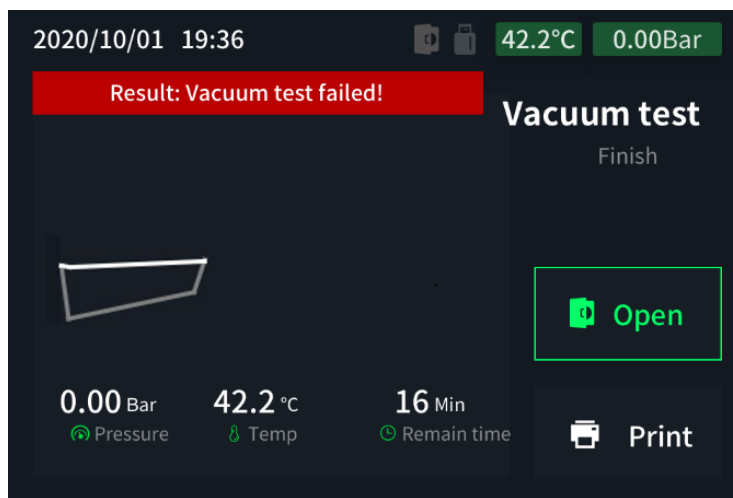 2020/10/01 19:36
42.2°C 0.00Bar
Result: Vacuum test failed!
Vacuum test
Finish
Open
0.00 Bar 42.2 °C 16 Min
Pressure Temp Remain time
Print